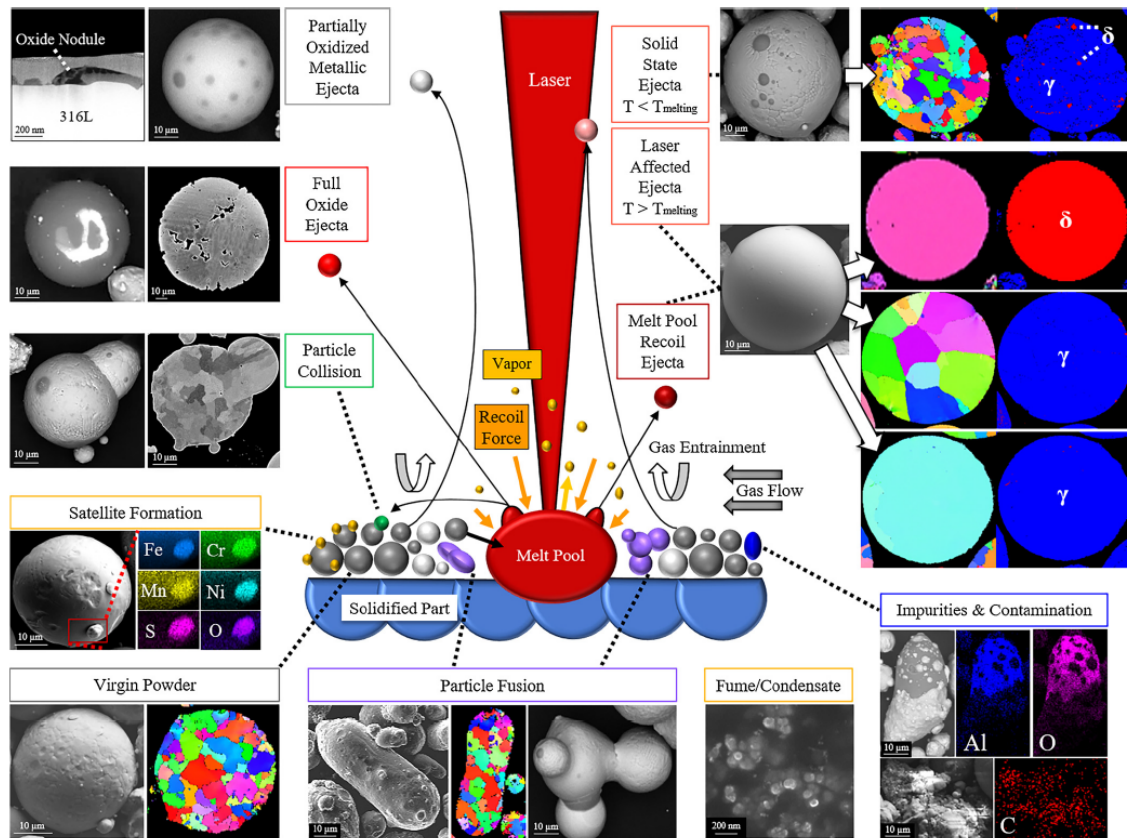 Oxide Nodule
316L
200 nm
10 μm
Partially
Oxidized
Metallic
Ejecta
Laser
Solid
State
Ejecta
T < Tmelting
10 μm
δ
γ
10 μm
10 μm
Full
Oxide
Ejecta
Laser
Affected
Ejecta
T > Tmelting
δ
10 μm
Melt Pool
Recoil
Ejecta
γ
10 μm
10 μm
Particle
Collision
Vapor
Recoil
Force
Gas Entrainment
Gas Flow
γ
Satellite Formation
10 μm
Fe
Cr
Mn
Ni
S
O
Melt Pool
Solidified Part
Impurities & Contamination
10 μm
Al
O
10 μm
C
Virgin Powder
10 μm
Particle Fusion
10 μm
10 μm
Fume/Condensate
200 nm